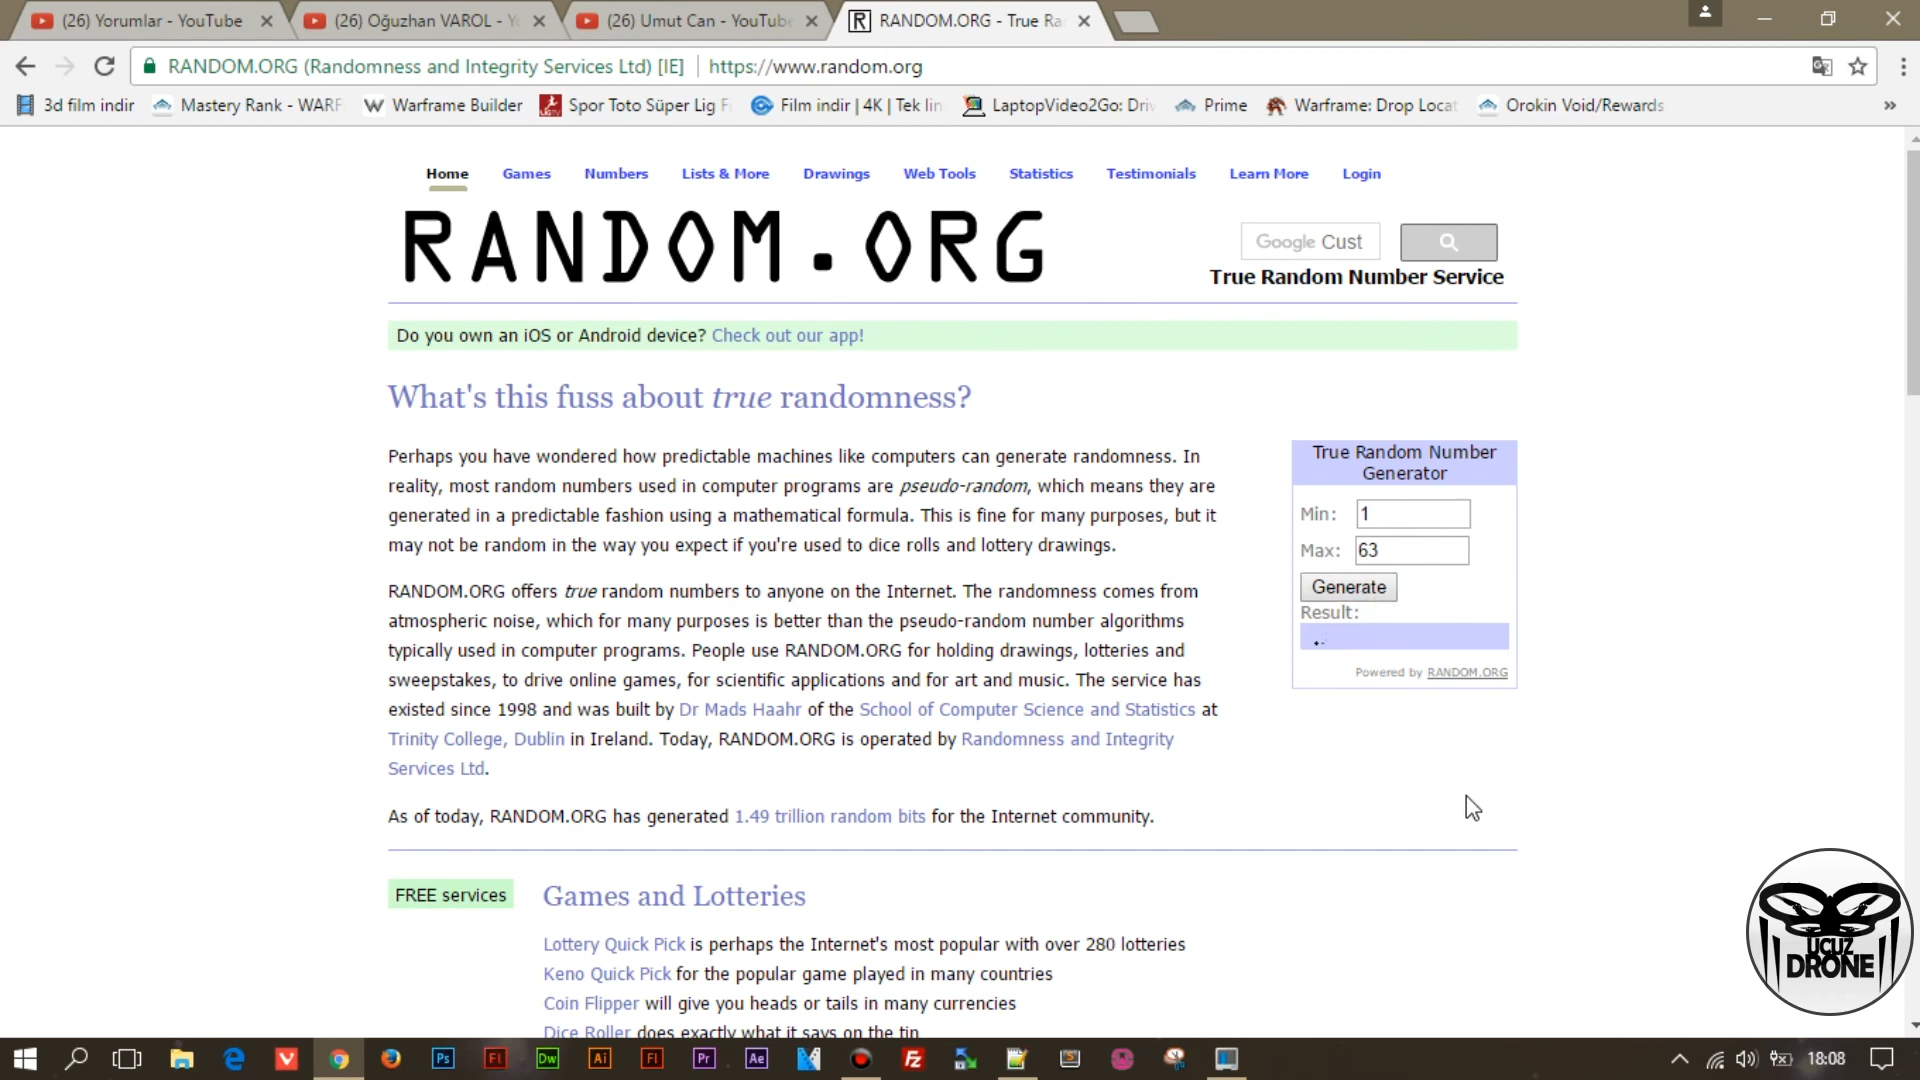 (26) Yorumlar - YouTube
(26) Oğuzhan VAROL - Y
(26) Umut Can - YouTube
RANDOM.ORG - True Ra
RANDOM.ORG (Randomness and Integrity Services Ltd) [IE]
https://www.random.org
3d film indir
Mastery Rank - WARF
Warframe Builder
Spor Toto Süper Lig F
Film indir | 4K | Tek lin
LaptopVideo2Go: Driv
Prime
Warframe: Drop Locat
Orokin Void/Rewards
Home
Games
Numbers
Lists & More
Drawings
Web Tools
Statistics
Testimonials
Learn More
Login
RANDOM.ORG
Google Cust
True Random Number Service
Do you own an iOS or Android device? Check out our app!
What's this fuss about true randomness?
Perhaps you have wondered how predictable machines like computers can generate randomness. In
reality, most random numbers used in computer programs are pseudo-random, which means they are
generated in a predictable fashion using a mathematical formula. This is fine for many purposes, but it
may not be random in the way you expect if you're used to dice rolls and lottery drawings.
RANDOM.ORG offers true random numbers to anyone on the Internet. The randomness comes from
atmospheric noise, which for many purposes is better than the pseudo-random number algorithms
typically used in computer programs. People use RANDOM.ORG for holding drawings, lotteries and
sweepstakes, to drive online games, for scientific applications and for art and music. The service has
existed since 1998 and was built by Dr Mads Haahr of the School of Computer Science and Statistics at
Trinity College, Dublin in Ireland. Today, RANDOM.ORG is operated by Randomness and Integrity
Services Ltd.
As of today, RANDOM.ORG has generated 1.49 trillion random bits for the Internet community.
True Random Number
Generator
Min: 1
Max: 63
Generate
Result:
Powered by RANDOM.ORG
FREE services
Games and Lotteries
Lottery Quick Pick is perhaps the Internet's most popular with over 280 lotteries
Keno Quick Pick for the popular game played in many countries
Coin Flipper will give you heads or tails in many currencies
Dice Roller does exactly what it says on the tin
UCUZ
DRONE
Ps
Fl
Dw
Ai
Fl
Pr
Ae
Fz
S
18:08